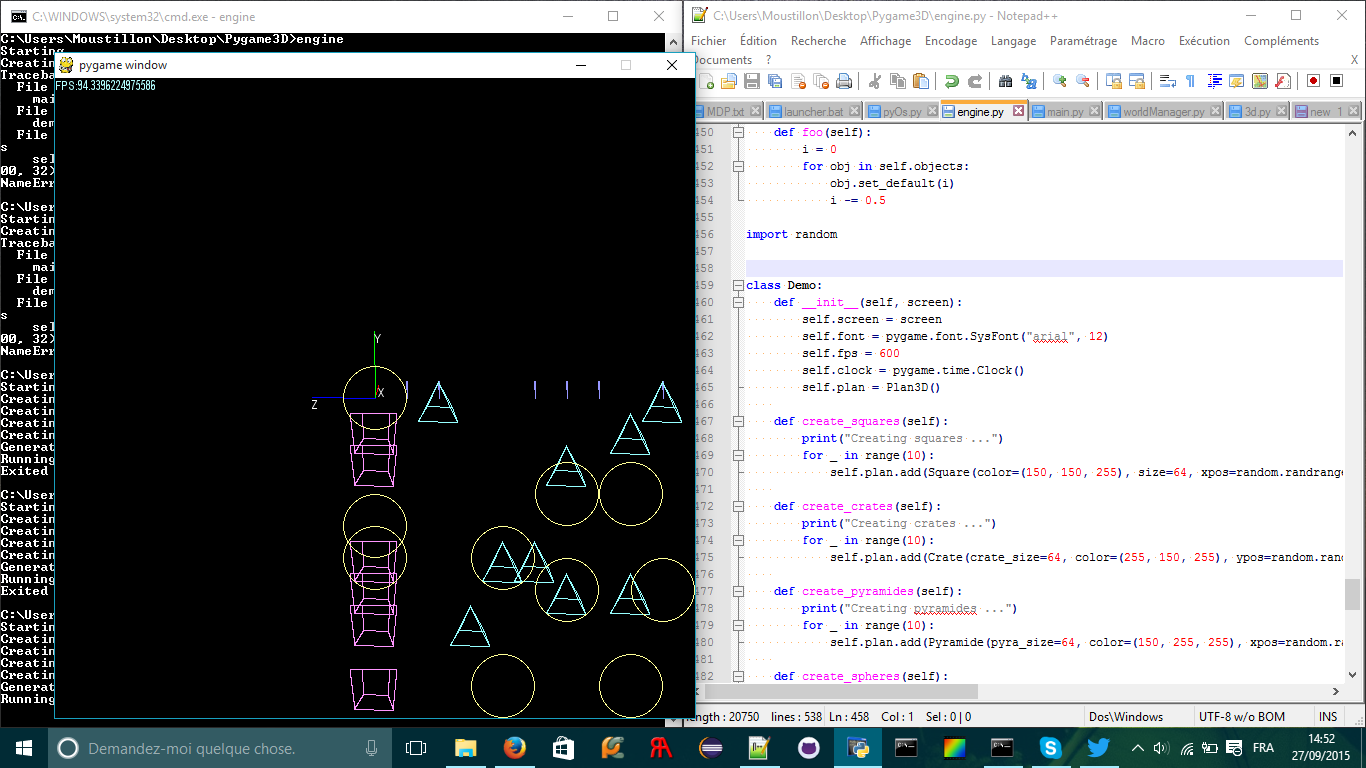 C:\WINDOWS\system32\cmd.exe - engine
C:\Users\Moustillon\Desktop\Pygame3D>engine
Starting
Creating
Traceba
File
mai
File
dem
File
s
sel
00, 32)
NameErr
C:\User
Startin
Creatin
Creatin
Traceba
File
mai
File
dem
File
s
sel
00, 32)
NameErr
C:\User
Startin
Creatin
Creatin
Creatin
Creatin
Generat
Running
Exited
C:\User
Startin
Creatin
Creatin
Creatin
Creatin
Generat
Running
Exited
C:\User
Startin
Creatin
Creatin
Creatin
Creatin
Generat
Running
pygame window
FPS:94.3396224975586
Y
X
Z
C:\Users\Moustillon\Desktop\Pygame3D\engine.py - Notepad++
Fichier Édition Recherche Affichage Encodage Langage Paramétrage Macro Exécution Compléments
Documents ? X
MDP.txt launcher.bat pyOs.py engine.py main.py worldManager.py 3d.py new 1
450 def foo(self):
451 i = 0
452 for obj in self.objects:
453 obj.set_default(i)
454 i -= 0.5
455
456 import random
457
458
459 class Demo:
460 def __init__(self, screen):
461 self.screen = screen
462 self.font = pygame.font.SysFont("arial", 12)
463 self.fps = 600
464 self.clock = pygame.time.Clock()
465 self.plan = Plan3D()
466
467 def create_squares(self):
468 print("Creating squares ...")
469 for _ in range(10):
470 self.plan.add(Square(color=(150, 150, 255), size=64, xpos=random.randrange
471
472 def create_crates(self):
473 print("Creating crates ...")
474 for _ in range(10):
475 self.plan.add(Crate(crate_size=64, color=(255, 150, 255), ypos=random.ran
476
477 def create_pyramides(self):
478 print("Creating pyramides ...")
479 for _ in range(10):
480 self.plan.add(Pyramide(pyra_size=64, color=(150, 255, 255), xpos=random.ra
481
482 def create_spheres(self):
length : 20750 lines : 538 Ln : 458 Col : 1 Sel : 0 | 0 Dos\Windows UTF-8 w/o BOM INS
Demandez-moi quelque chose.
FRA
14:52
27/09/2015